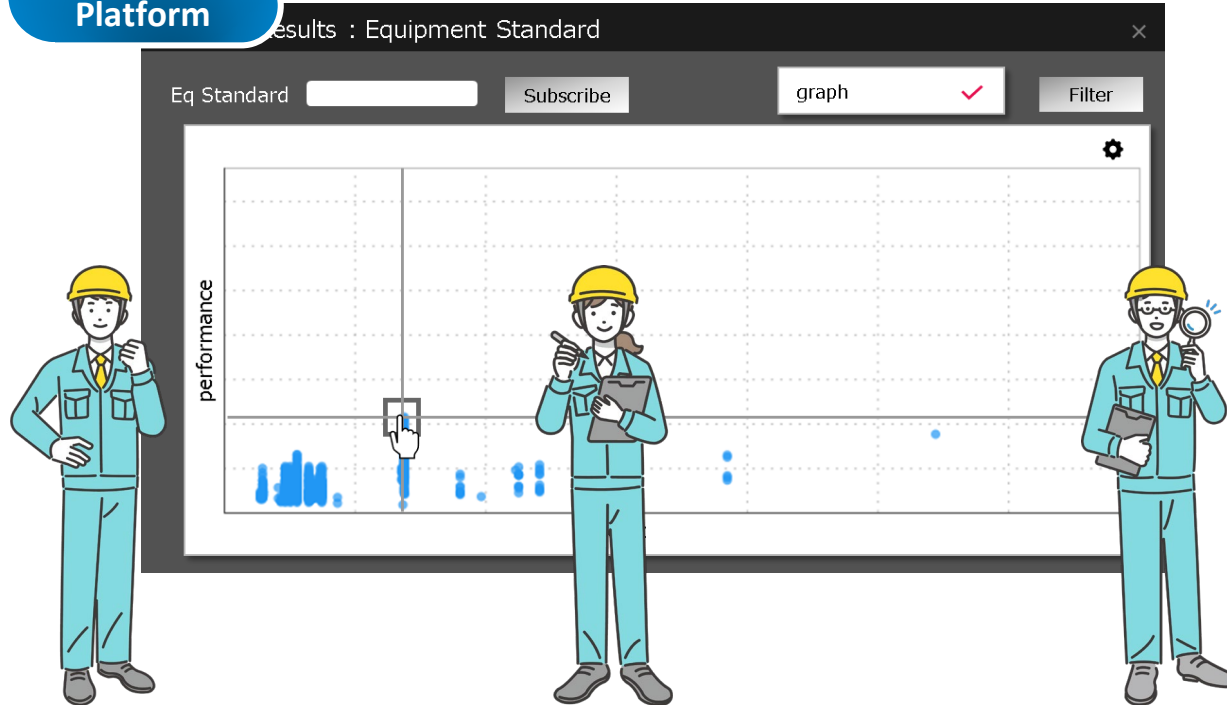 Platform
esults : Equipment Standard
Eq Standard
Subscribe
graph
Filter
performance